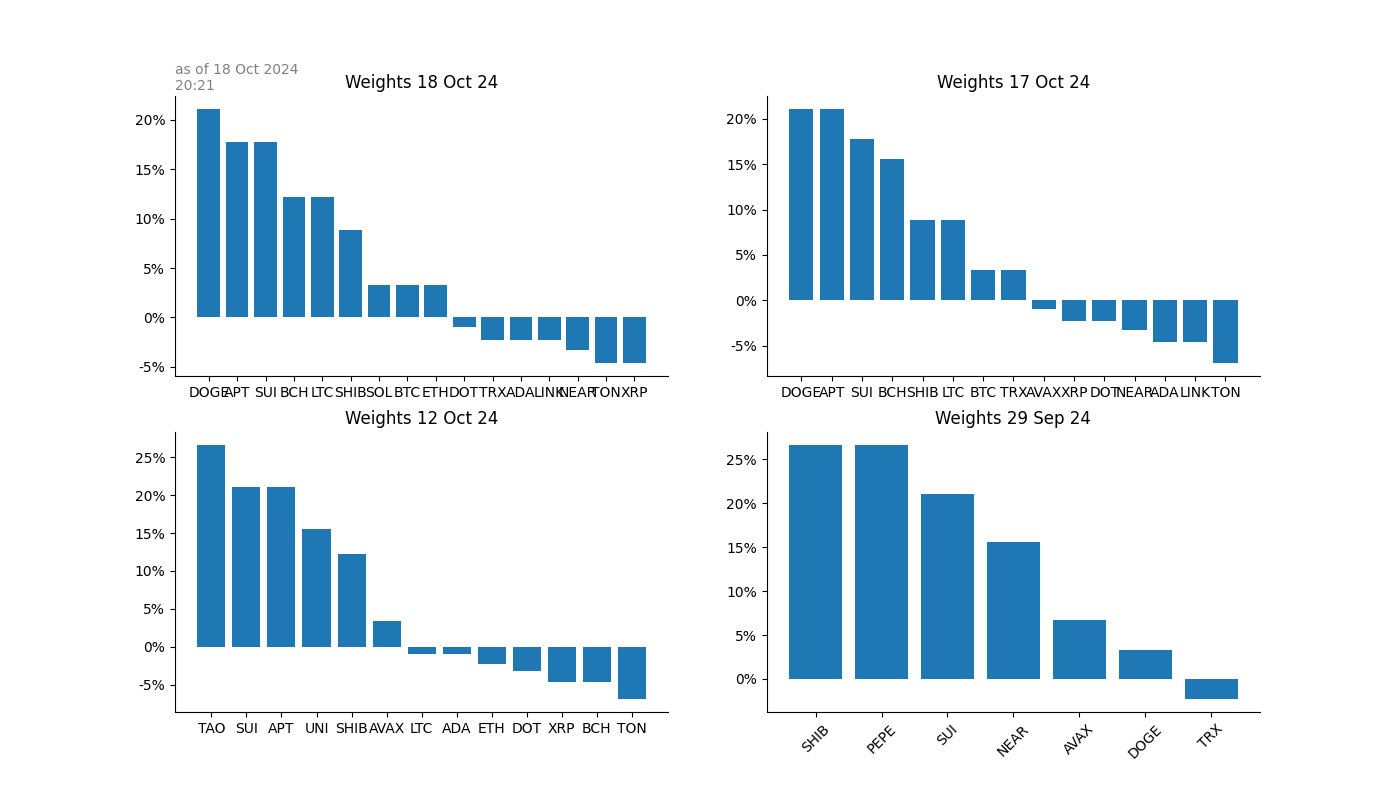 as of 18 Oct 2024
20:21
Weights 18 Oct 24
20%
15%
10%
5%
0%
-5%
DOGE APT SUI BCH LTC SHIB SOL BTC ETH DOT TRX ADA LINK NEAR TON XRP
Weights 17 Oct 24
20%
15%
10%
5%
0%
-5%
DOGE APT SUI BCH SHIB LTC BTC TRX AVAX XRP DOT NEAR ADA LINK TON
Weights 12 Oct 24
25%
20%
15%
10%
5%
0%
-5%
TAO SUI APT UNI SHIB AVAX LTC ADA ETH DOT XRP BCH TON
Weights 29 Sep 24
25%
20%
15%
10%
5%
0%
SHIB PEPE SUI NEAR AVAX DOGE TRX